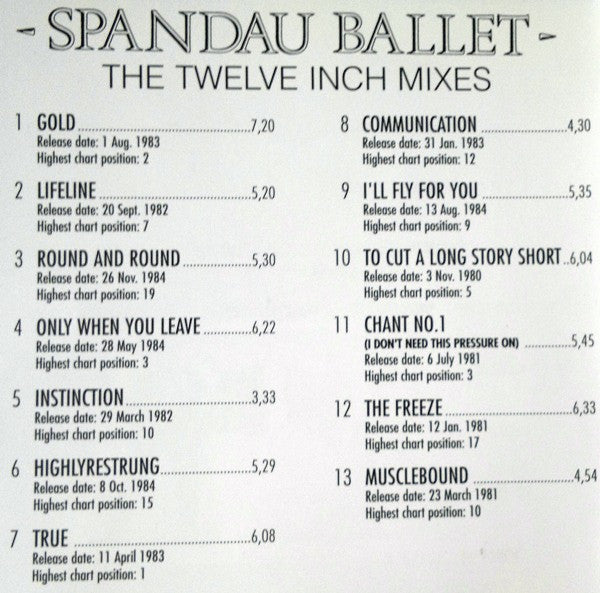 - SPANDAU BALLET -
THE TWELVE INCH MIXES
1 GOLD 7,20
Release date: 1 Aug. 1983
Highest chart position: 2
2 LIFELINE 5,20
Release date: 20 Sept. 1982
Highest chart position: 7
3 ROUND AND ROUND 5,30
Release date: 26 Nov. 1984
Highest chart position: 19
4 ONLY WHEN YOU LEAVE 6,22
Release date: 28 May 1984
Highest chart position: 3
5 INSTINCTION 3,33
Release date: 29 March 1982
Highest chart position: 10
6 HIGHLYRESTRUNG 5,29
Release date: 8 Oct. 1984
Highest chart position: 15
7 TRUE 6,08
Release date: 11 April 1983
Highest chart position: 1
8 COMMUNICATION 4,30
Release date: 31 Jan. 1983
Highest chart position: 12
9 I'LL FLY FOR YOU 5,35
Release date: 13 Aug. 1984
Highest chart position: 9
10 TO CUT A LONG STORY SHORT 6,04
Release date: 3 Nov. 1980
Highest chart position: 5
11 CHANT NO.1
(I DON'T NEED THIS PRESSURE ON) 5,45
Release date: 6 July 1981
Highest chart position: 3
12 THE FREEZE 6,33
Release date: 12 Jan. 1981
Highest chart position: 17
13 MUSCLEBOUND 4,54
Release date: 23 March 1981
Highest chart position: 10